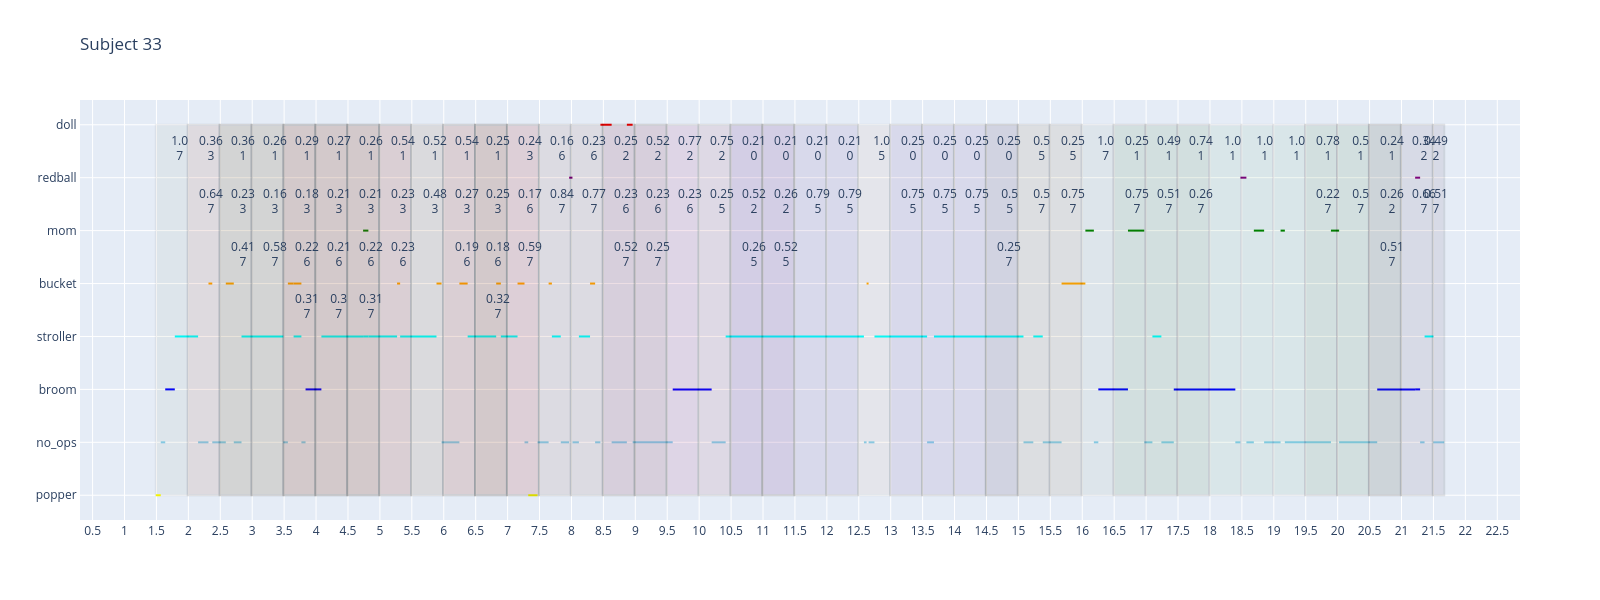 Subject 33
doll
1.0 0.36 0.36 0.26 0.29 0.27 0.26 0.54 0.52 0.54 0.25 0.24 0.16 0.23 0.25 0.52 0.77 0.75 0.21 0.21 0.21 0.21 1.0 0.25 0.25 0.25 0.25 0.5 0.25 1.0 0.25 0.49 0.74 1.0 1.0 1.0 0.78 0.5 0.24 0.49
7 3 1 1 1 1 1 1 1 1 1 3 6 6 2 2 2 2 0 0 0 0 5 0 0 0 0 5 5 7 1 1 1 1 1 1 1 1 1 2 2
redball
0.64 0.23 0.16 0.18 0.21 0.21 0.23 0.48 0.27 0.25 0.17 0.84 0.77 0.23 0.23 0.23 0.25 0.52 0.26 0.79 0.79 0.75 0.75 0.75 0.5 0.5 0.75 0.75 0.51 0.26 0.22 0.5 0.26 0.51
7 3 3 3 3 3 3 3 3 3 6 7 7 6 6 6 5 2 2 5 5 5 5 5 5 7 7 7 7 7 7 7 2 7 7
mom
0.41 0.58 0.22 0.21 0.22 0.23 0.19 0.18 0.59 0.52 0.25 0.26 0.52 0.25 0.51
7 7 6 6 6 6 6 6 7 7 7 5 5 7 7
bucket
0.31 0.3 0.31 0.32
7 7 7 7
stroller
broom
no_ops
popper
0.5 1 1.5 2 2.5 3 3.5 4 4.5 5 5.5 6 6.5 7 7.5 8 8.5 9 9.5 10 10.5 11 11.5 12 12.5 13 13.5 14 14.5 15 15.5 16 16.5 17 17.5 18 18.5 19 19.5 20 20.5 21 21.5 22 22.5